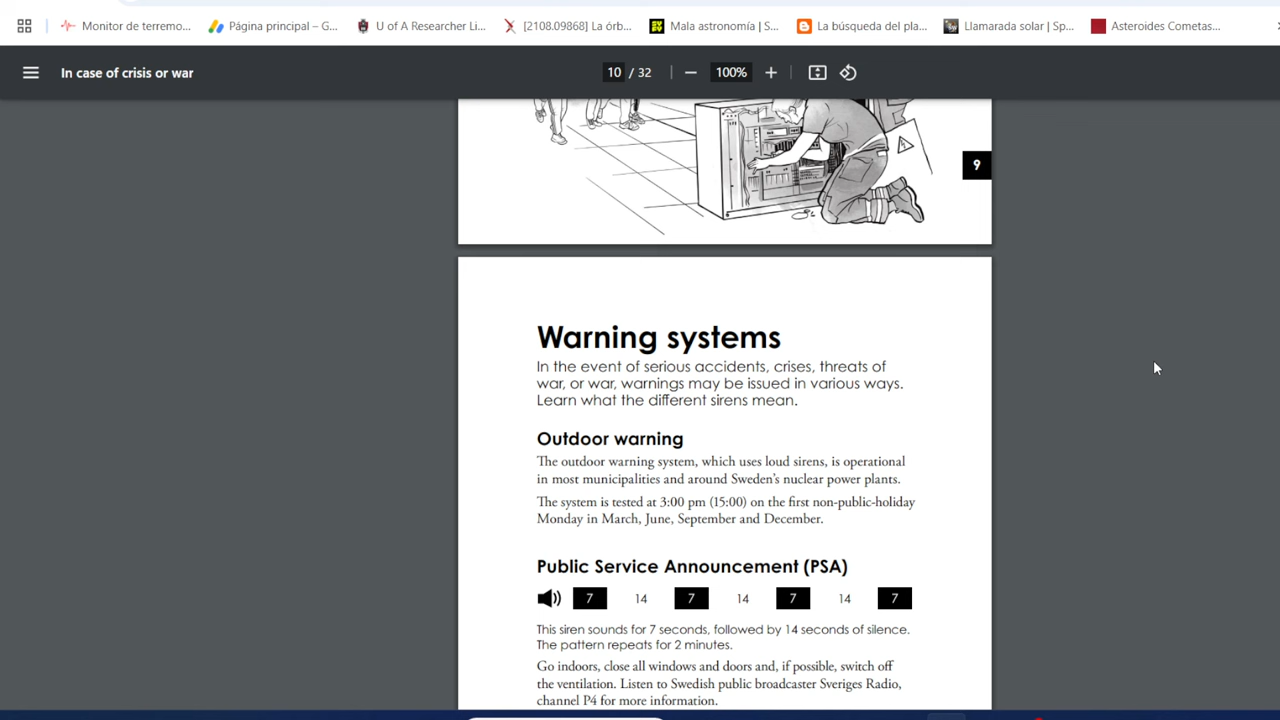 Monitor de terremo...
Página principal – G...
U of A Researcher Li...
[2108.09868] La órb...
Mala astronomía | S...
La búsqueda del pla...
Llamarada solar | Sp...
Asteroides Cometas...
In case of crisis or war
10 / 32
100%
9
Warning systems
In the event of serious accidents, crises, threats of
war, or war, warnings may be issued in various ways.
Learn what the different sirens mean.
Outdoor warning
The outdoor warning system, which uses loud sirens, is operational
in most municipalities and around Sweden's nuclear power plants.
The system is tested at 3:00 pm (15:00) on the first non-public-holiday
Monday in March, June, September and December.
Public Service Announcement (PSA)
7 14 7 14 7 14 7
This siren sounds for 7 seconds, followed by 14 seconds of silence.
The pattern repeats for 2 minutes.
Go indoors, close all windows and doors and, if possible, switch off
the ventilation. Listen to Swedish public broadcaster Sveriges Radio,
channel P4 for more information.